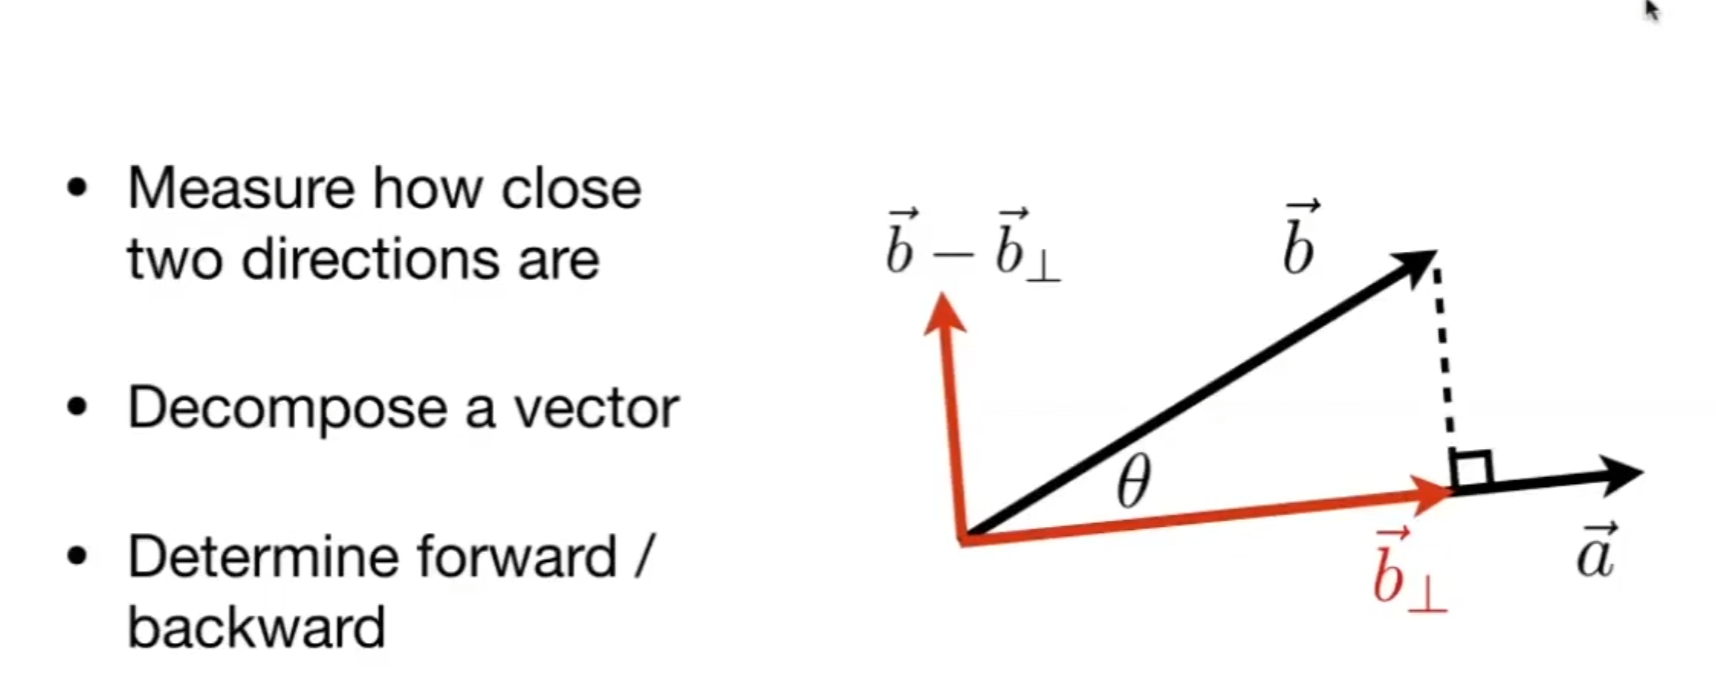 • Measure how close
two directions are
• Decompose a vector
• Determine forward /
backward
$\vec{b} - \vec{b}_\perp$
$\vec{b}$
$\theta$
$\vec{b}_\perp$
$\vec{a}$